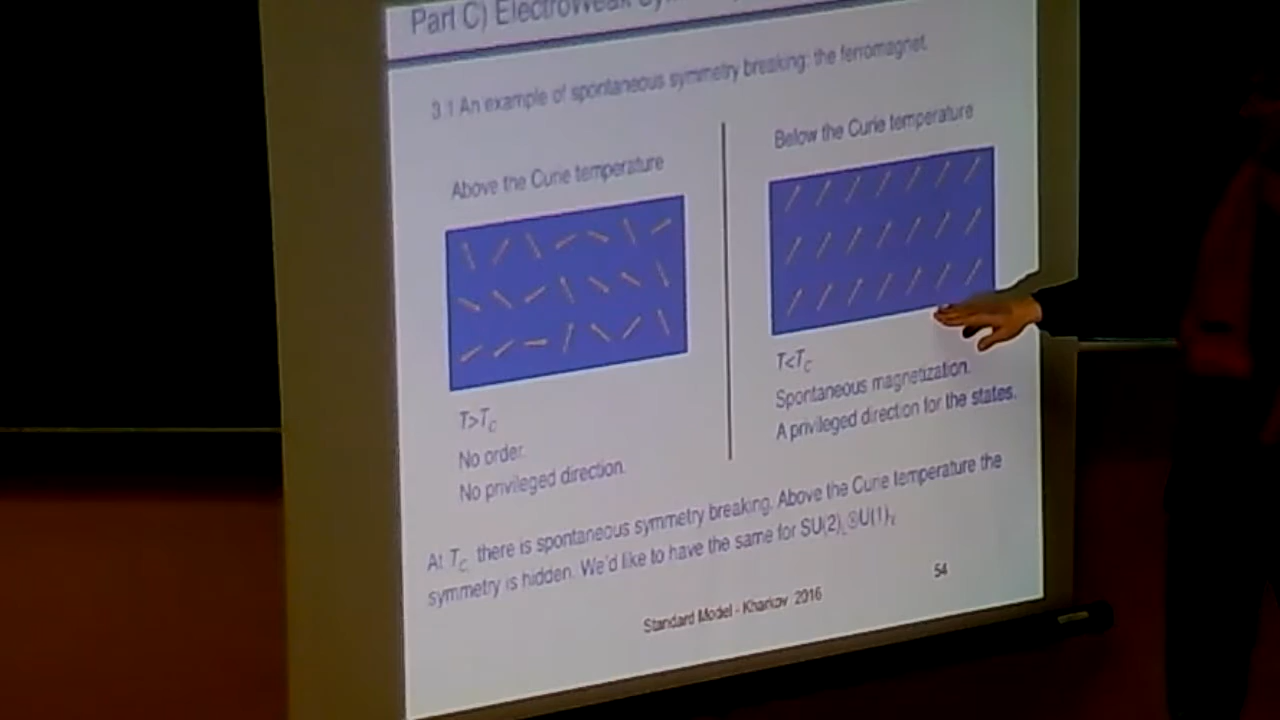 Part C) ElectroWeak
3.1 An example of spontaneous symmetry breaking: the ferromagnet.
Above the Curie temperature
Below the Curie temperature
T>T_C
No order.
No privileged direction.
T<T_C
Spontaneous magnetization.
A privileged direction for the states.
At T_C there is spontaneous symmetry breaking. Above the Curie temperature the
symmetry is hidden. We'd like to have the same for SU(2)_L⊗U(1)_Y
54
Standard Model - Kharkov 2016